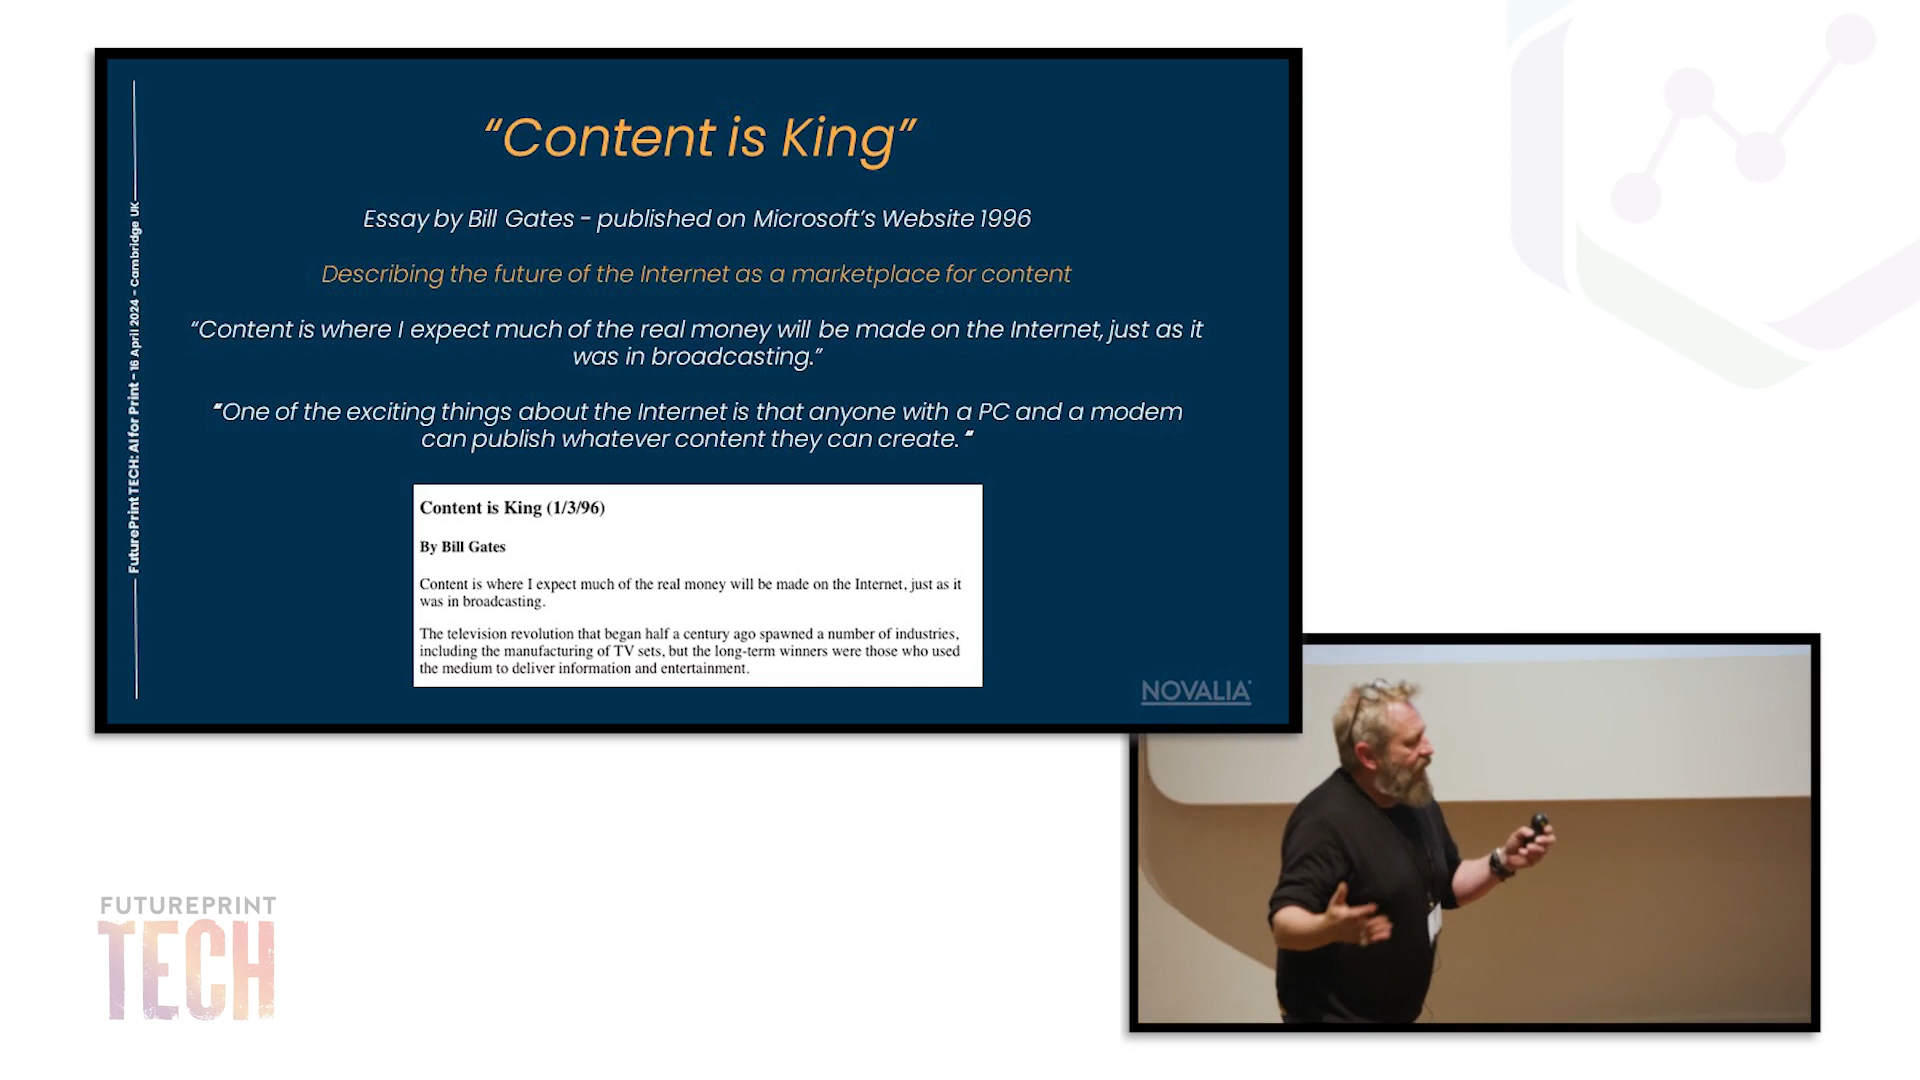 “Content is King”
Essay by Bill Gates - published on Microsoft’s Website 1996
Describing the future of the Internet as a marketplace for content
“Content is where I expect much of the real money will be made on the Internet, just as it
was in broadcasting.”
“One of the exciting things about the Internet is that anyone with a PC and a modem
can publish whatever content they can create. “
Content is King (1/3/96)
By Bill Gates
Content is where I expect much of the real money will be made on the Internet, just as it
was in broadcasting.
The television revolution that began half a century ago spawned a number of industries,
including the manufacturing of TV sets, but the long-term winners were those who used
the medium to deliver information and entertainment.
NOVALIA
FuturePrint TECH: AI for Print - 16 April 2024 - Cambridge UK
FUTUREPRINT
TECH